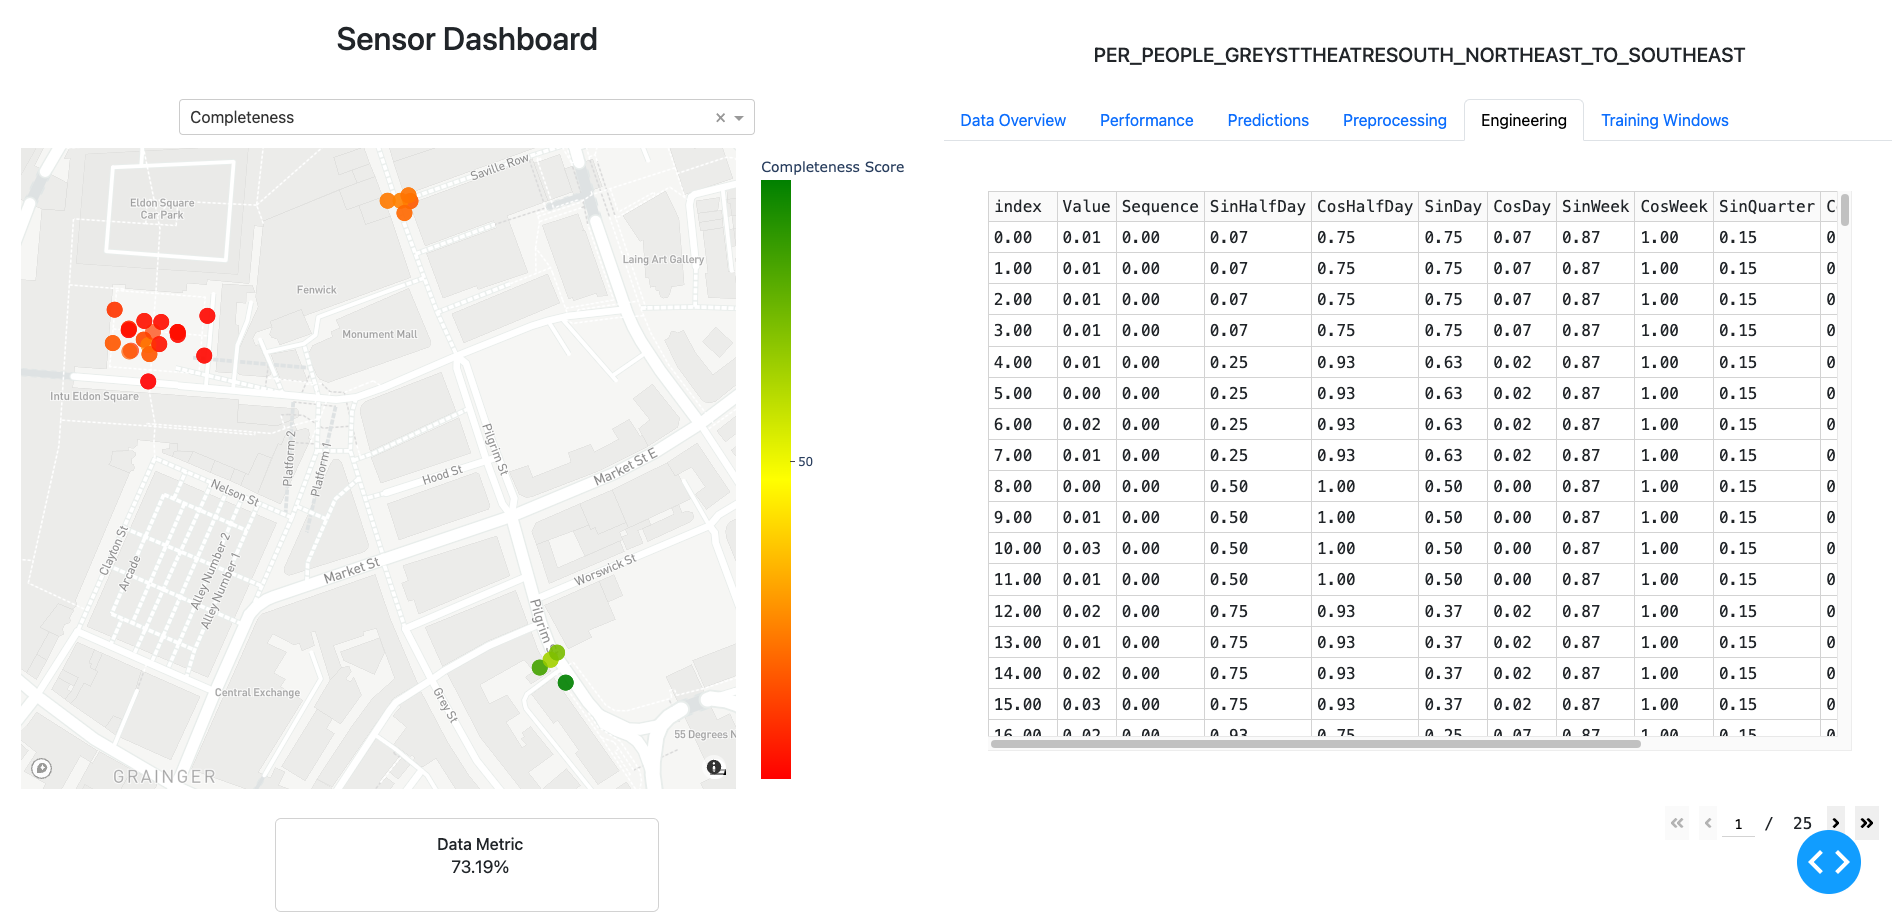 Sensor Dashboard
Completeness
Completeness Score
50
Saville Row
Eldon Square
Car Park
Laing Art Gallery
Fenwick
Monument Mall
Intu Eldon Square
Platform 2
Platform 1
Pilgrim St
Hood St
Market St E
Nelson St
Clayton St
Arcade
Alley Number 2
Alley Number 1
Market St
Worswick St
Pilgrim
Central Exchange
Grey St
55 Degrees N
GRAINGER
Data Metric
73.19%
PER_PEOPLE_GREYSTTHEATRESOUTH_NORTHEAST_TO_SOUTHEAST
Data Overview Performance Predictions Preprocessing Engineering Training Windows
index Value Sequence SinHalfDay CosHalfDay SinDay CosDay SinWeek CosWeek SinQuarter C
0.00 0.01 0.00 0.07 0.75 0.75 0.07 0.87 1.00 0.15 0
1.00 0.01 0.00 0.07 0.75 0.75 0.07 0.87 1.00 0.15 0
2.00 0.01 0.00 0.07 0.75 0.75 0.07 0.87 1.00 0.15 0
3.00 0.01 0.00 0.07 0.75 0.75 0.07 0.87 1.00 0.15 0
4.00 0.01 0.00 0.25 0.93 0.63 0.02 0.87 1.00 0.15 0
5.00 0.00 0.00 0.25 0.93 0.63 0.02 0.87 1.00 0.15 0
6.00 0.02 0.00 0.25 0.93 0.63 0.02 0.87 1.00 0.15 0
7.00 0.01 0.00 0.25 0.93 0.63 0.02 0.87 1.00 0.15 0
8.00 0.00 0.00 0.50 1.00 0.50 0.00 0.87 1.00 0.15 0
9.00 0.01 0.00 0.50 1.00 0.50 0.00 0.87 1.00 0.15 0
10.00 0.03 0.00 0.50 1.00 0.50 0.00 0.87 1.00 0.15 0
11.00 0.01 0.00 0.50 1.00 0.50 0.00 0.87 1.00 0.15 0
12.00 0.02 0.00 0.75 0.93 0.37 0.02 0.87 1.00 0.15 0
13.00 0.01 0.00 0.75 0.93 0.37 0.02 0.87 1.00 0.15 0
14.00 0.02 0.00 0.75 0.93 0.37 0.02 0.87 1.00 0.15 0
15.00 0.03 0.00 0.75 0.93 0.37 0.02 0.87 1.00 0.15 0
16.00 0.02 0.00 0.93 0.75 0.25 0.07 0.87 1.00 0.15 0
1 / 25